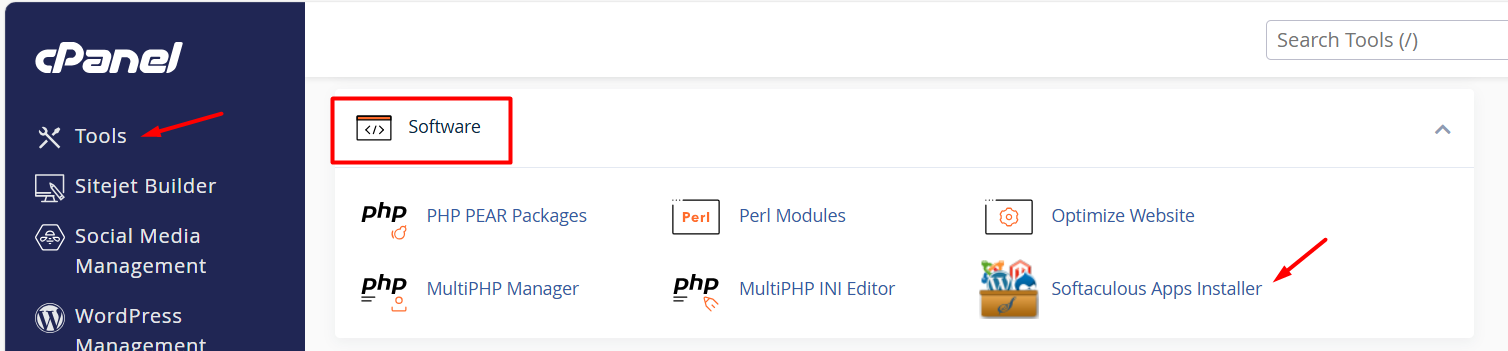 cPanel
Search Tools (/)
Tools
Software
Sitejet Builder
Social Media
Management
WordPress
Management
php
PHP PEAR Packages
Perl
Perl Modules
Optimize Website
php
MultiPHP Manager
php
MultiPHP INI Editor
Softaculous Apps Installer